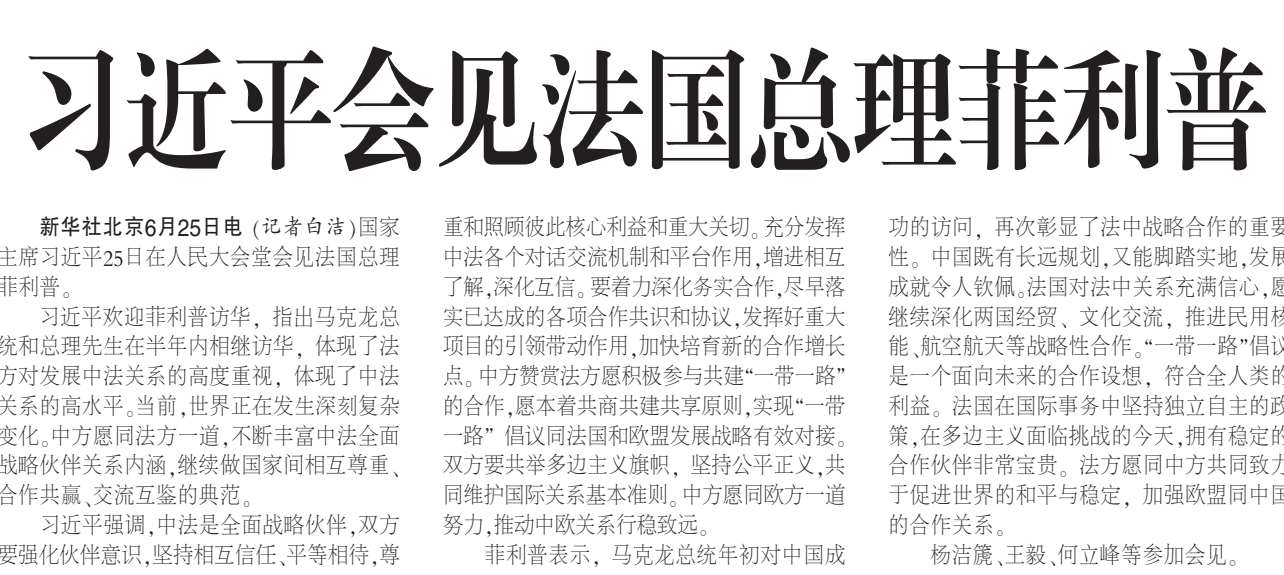 习近平会见法国总理菲利普
新华社北京6月25日电 (记者白洁)国家
主席习近平25日在人民大会堂会见法国总理
菲利普。
习近平欢迎菲利普访华，指出马克龙总
统和总理先生在半年内相继访华，体现了法
方对发展中法关系的高度重视，体现了中法
关系的高水平。当前,世界正在发生深刻复杂
变化。中方愿同法方一道,不断丰富中法全面
战略伙伴关系内涵,继续做国家间相互尊重、
合作共赢、交流互鉴的典范。
习近平强调,中法是全面战略伙伴,双方
要强化伙伴意识,坚持相互信任、平等相待,尊
重和照顾彼此核心利益和重大关切。充分发挥
中法各个对话交流机制和平台作用,增进相互
了解,深化互信。要着力深化务实合作,尽早落
实已达成的各项合作共识和协议,发挥好重大
项目的引领带动作用,加快培育新的合作增长
点。中方赞赏法方愿积极参与共建“一带一路”
的合作,愿本着共商共建共享原则,实现“一带
一路”倡议同法国和欧盟发展战略有效对接。
双方要共举多边主义旗帜，坚持公平正义,共
同维护国际关系基本准则。中方愿同欧方一道
努力,推动中欧关系行稳致远。
菲利普表示，马克龙总统年初对中国成
功的访问，再次彰显了法中战略合作的重要
性。中国既有长远规划,又能脚踏实地,发展
成就令人钦佩。法国对法中关系充满信心,愿
继续深化两国经贸、文化交流，推进民用核
能、航空航天等战略性合作。“一带一路”倡议
是一个面向未来的合作设想，符合全人类的
利益。法国在国际事务中坚持独立自主的政
策,在多边主义面临挑战的今天,拥有稳定的
合作伙伴非常宝贵。法方愿同中方共同致力
于促进世界的和平与稳定，加强欧盟同中国
的合作关系。
杨洁篪、王毅、何立峰等参加会见。